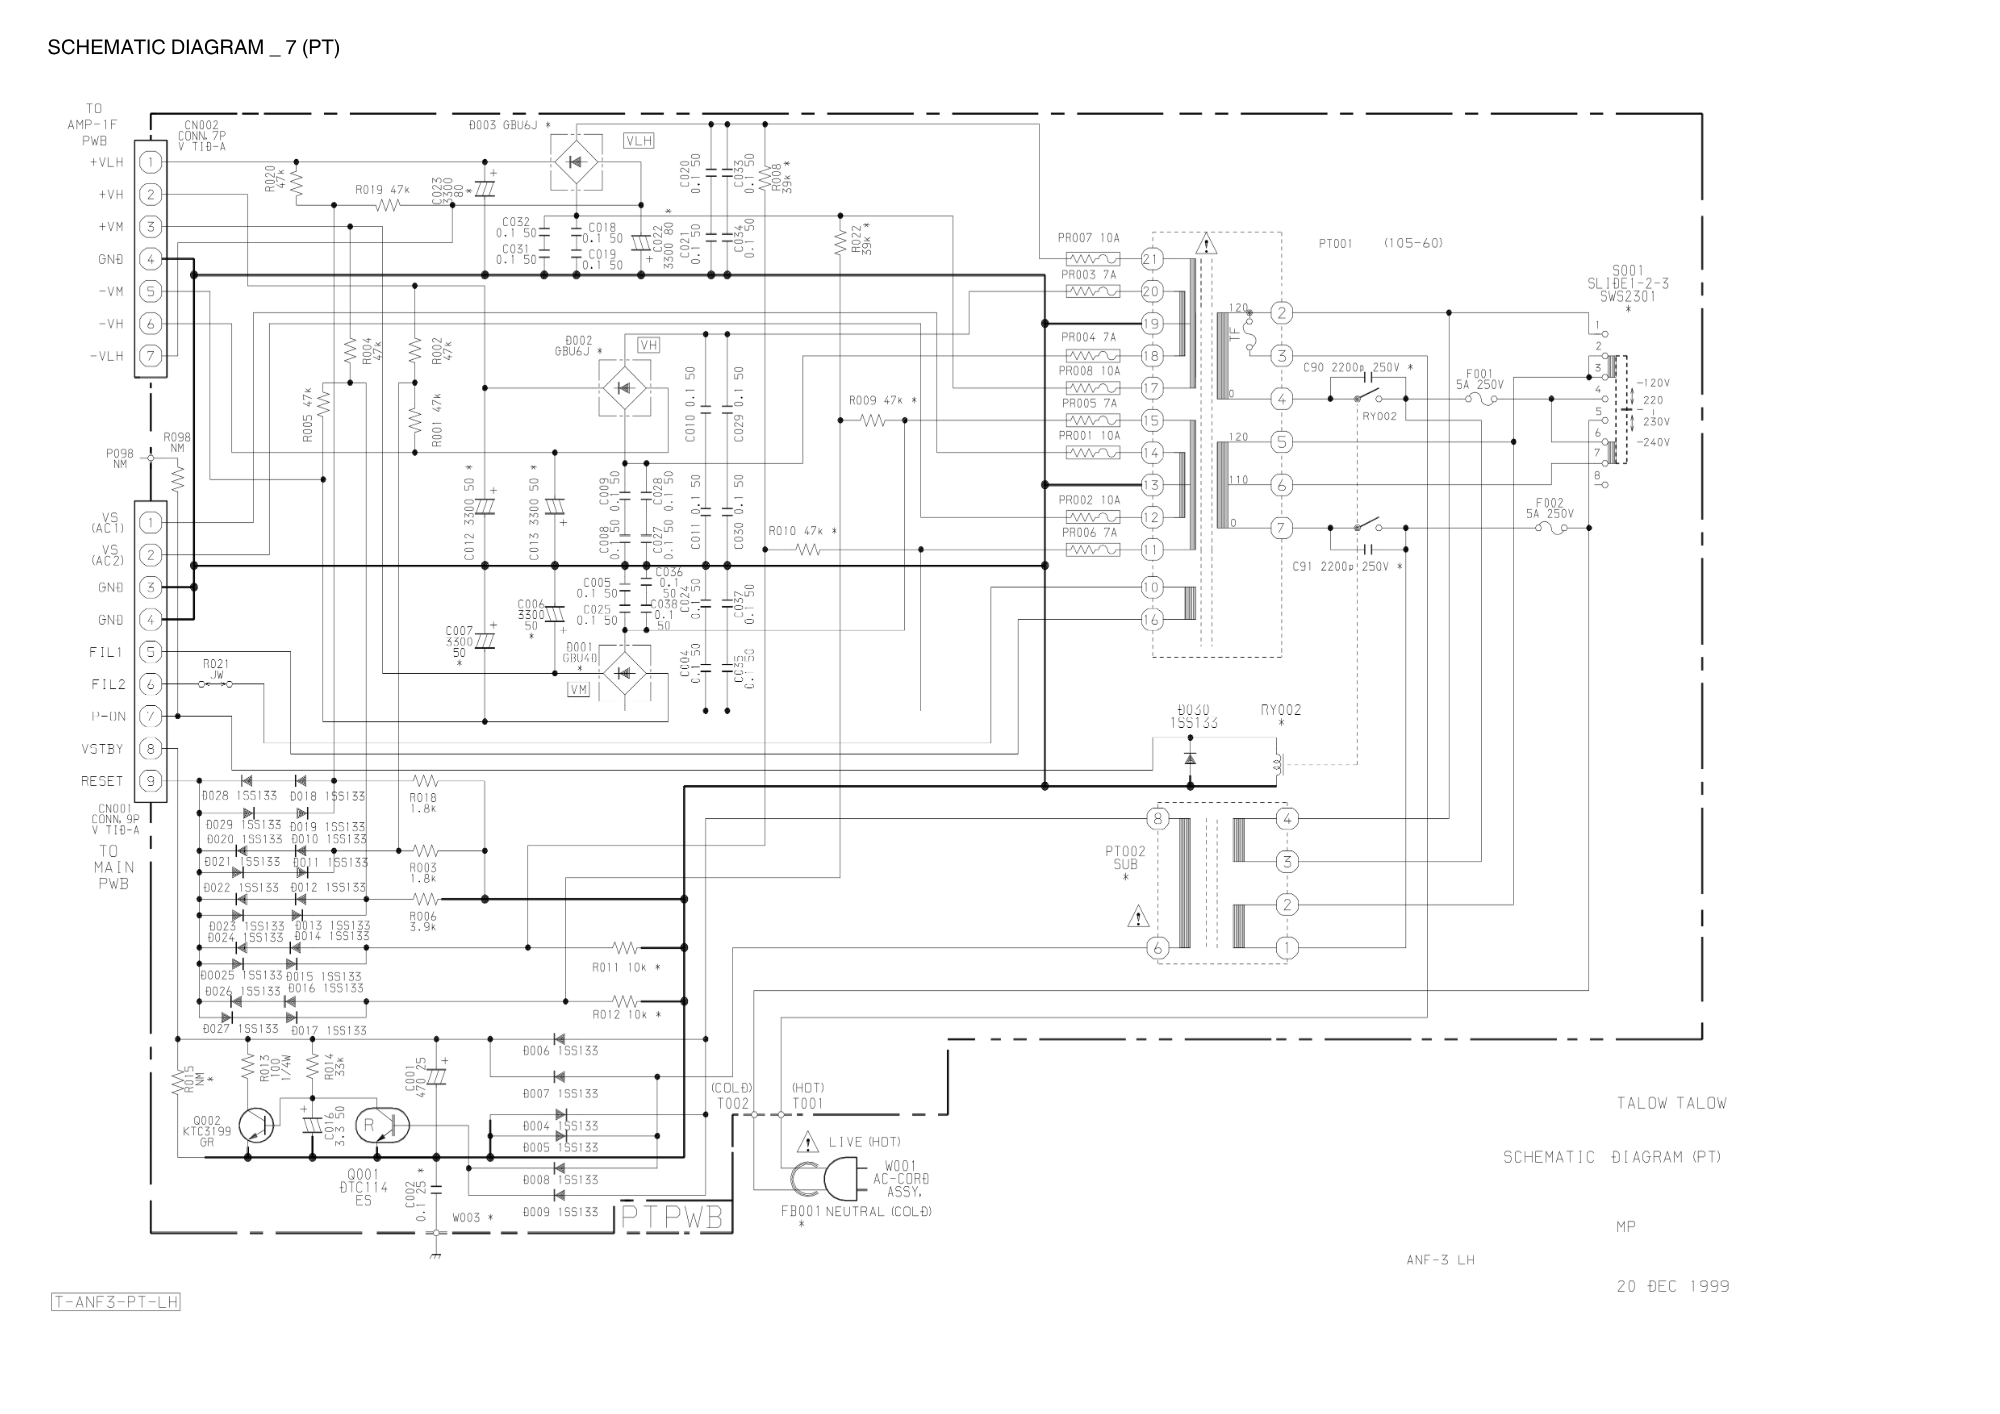 SCHEMATIC DIAGRAM _ 7 (PT)
TO
AMP-1F
PWB
CN002
CONN, 7P
V TID-A
+VLH 1
+VH 2
+VM 3
GND 4
-VM 5
-VH 6
-VLH 7
R020
47k
R019 47k
C023
3300
80
*
D003 GBU6J *
VLH
C032
0.1 50
C031
0.1 50
C018
0.1 50
C019
0.1 50
C022
3300 80 *
C020
0.1 50
C033
0.1 50
C021
0.1 50
C034
0.1 50
R008
39k *
R022
39k *
R004
47k
R002
47k
R005 47k
R001 47k
D002
GBU6J *
VH
C010 0.1 50
C029 0.1 50
R009 47k *
R098
NM
P098
NM
C012 3300 50 *
C013 3300 50 *
C009
0.1 50
C028
0.1 50
C008
0.1 50
C027
0.1 50
C011 0.1 50
C030 0.1 50
R010 47k *
C005
0.1 50
C025
0.1 50
C036
0.1
50
C038
0.1
50
C024
0.1 50
C037
0.1 50
C004
0.1 50
C035
0.1 50
C006
3300
50
*
C007
3300
50
*
D001
GBU4D
*
VM
VS
(AC1)
1
VS
(AC2)
2
GND 3
GND 4
FIL1 5
FIL2 6
P-ON 7
VSTBY 8
RESET 9
R021
JW
CN001
CONN, 9P
V TID-A
TO
MAIN
PWB
PR007 10A
21
PR003 7A
20
19
PR004 7A
18
PR008 10A
17
PR005 7A
15
PR001 10A
14
13
PR002 10A
12
PR006 7A
11
10
16
PT001 (105-60)
120
TF
0
120
110
0
2
3
4
5
6
7
C90 2200p 250V *
RY002
F001
5A 250V
F002
5A 250V
C91 2200p 250V *
S001
SLIDE1-2-3
SWS2301
*
1
2
3
4
5
6
7
8
-120V
220
230V
-240V
D030
1SS133
RY002
*
D028 1SS133 D018 1SS133
D029 1SS133 D019 1SS133
D020 1SS133 D010 1SS133
D021 1SS133 D011 1SS133
D022 1SS133 D012 1SS133
D023 1SS133 D013 1SS133
D024 1SS133 D014 1SS133
D0025 1SS133 D015 1SS133
D026 1SS133 D016 1SS133
D027 1SS133 D017 1SS133
R018
1.8k
R003
1.8k
R006
3.9k
R011 10k *
R012 10k *
8
6
PT002
SUB
*
4
3
2
1
R015
NM
*
R013
100
1/4W
R014
33k
C001
470 25
Q002
KTC3199
GR
C016
3.3 50
R
Q001
DTC114
ES
C002
0.1 25 *
W003 *
D006 1SS133
D007 1SS133
D004 1SS133
D005 1SS133
D008 1SS133
D009 1SS133
PTPWB
(COLD)
T002
(HOT)
T001
LIVE (HOT)
W001
AC-CORD
ASSY,
FB001 NEUTRAL (COLD)
*
TALOW TALOW
SCHEMATIC DIAGRAM (PT)
MP
ANF-3 LH
20 DEC 1999
T-ANF3-PT-LH